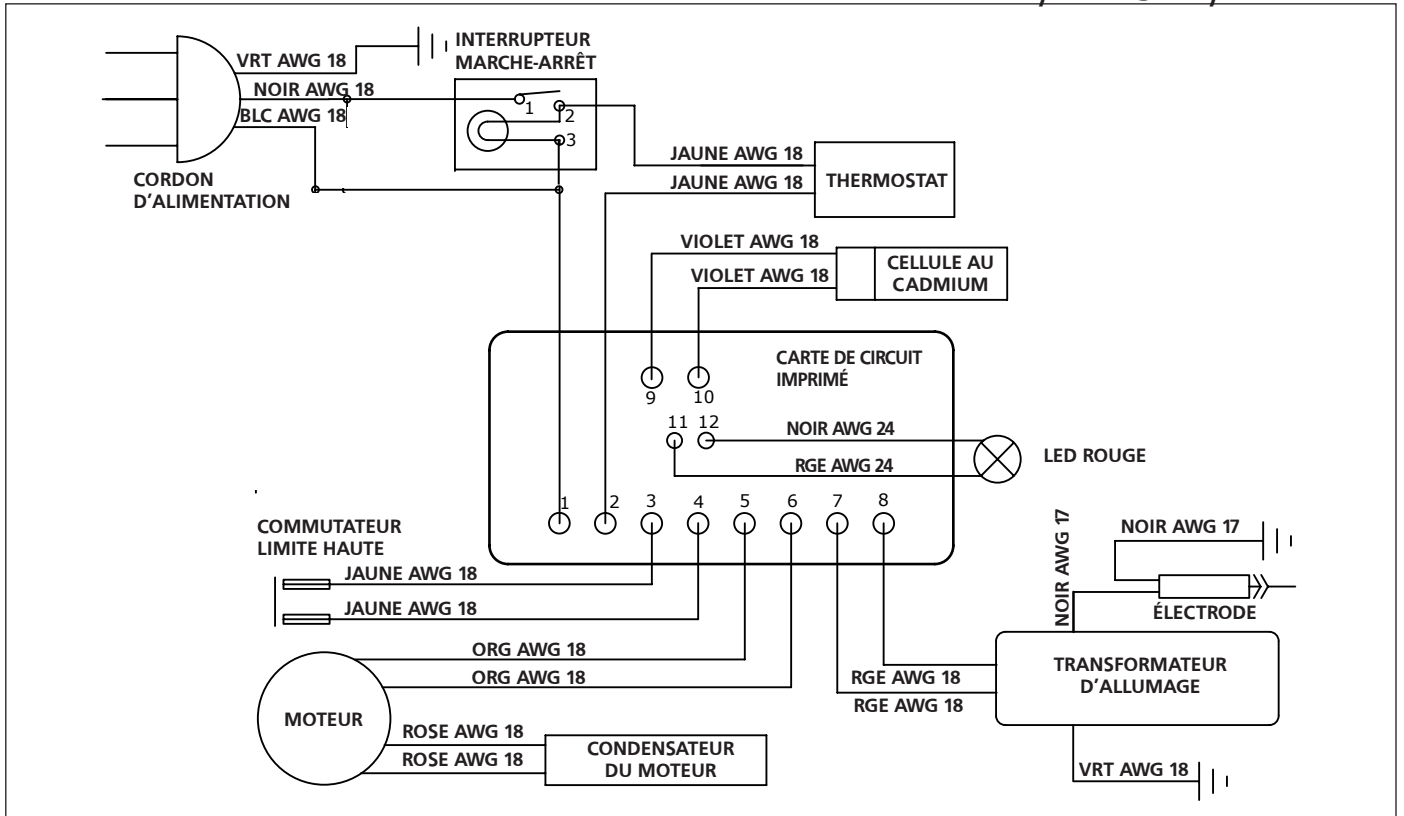 VRT AWG 18
NOIR AWG 18
BLC AWG 18
CORDON
D'ALIMENTATION
INTERRUPTEUR
MARCHE-ARRÊT
1
2
3
JAUNE AWG 18
JAUNE AWG 18
THERMOSTAT
VIOLET AWG 18
VIOLET AWG 18
CELLULE AU
CADMIUM
CARTE DE CIRCUIT
IMPRIMÉ
9
10
11
12
NOIR AWG 24
RGE AWG 24
LED ROUGE
1
2
3
4
5
6
7
8
COMMUTATEUR
LIMITE HAUTE
JAUNE AWG 18
JAUNE AWG 18
ORG AWG 18
ORG AWG 18
MOTEUR
ROSE AWG 18
ROSE AWG 18
CONDENSATEUR
DU MOTEUR
RGE AWG 18
RGE AWG 18
NOIR AWG 17
NOIR AWG 17
ÉLECTRODE
TRANSFORMATEUR
D'ALLUMAGE
VRT AWG 18